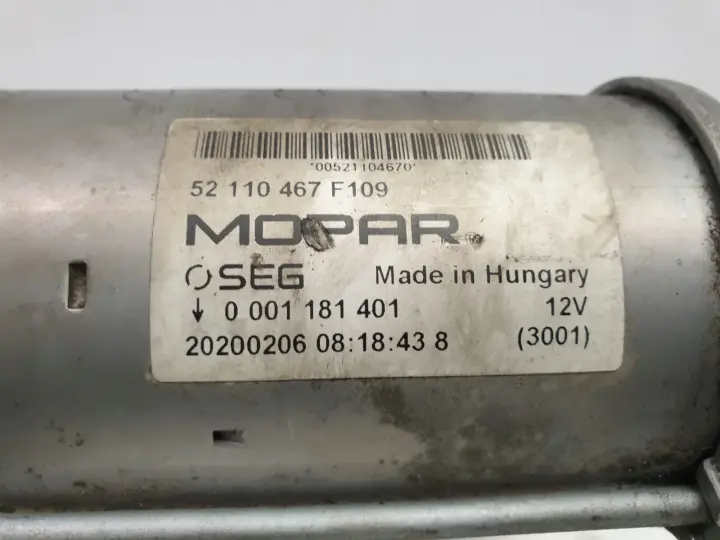 *00521104670*
52 110 467 F109
MOPAR®
SEG Made in Hungary
↓ 0 001 181 401 12V
20200206 08:18:43 8 (3001)